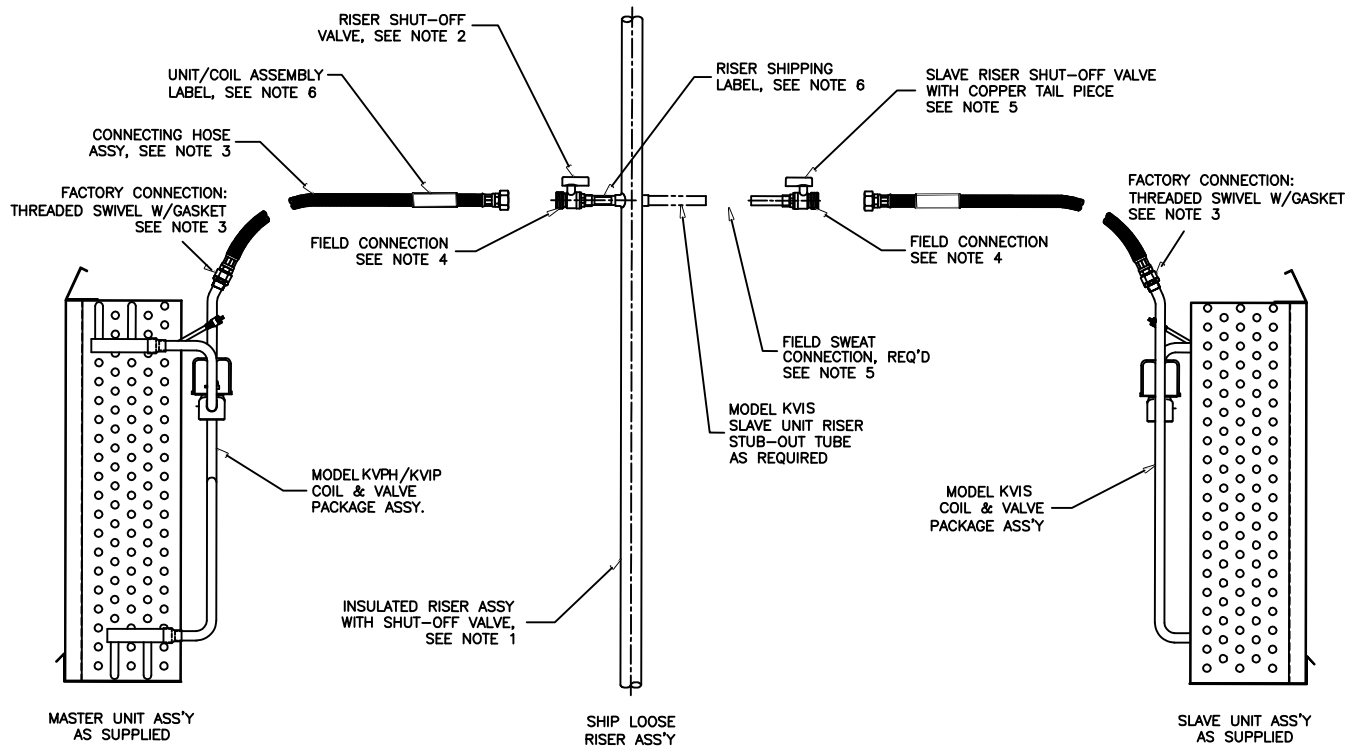 RISER SHUT-OFF
VALVE, SEE NOTE 2
UNIT/COIL ASSEMBLY
LABEL, SEE NOTE 6
CONNECTING HOSE
ASSY, SEE NOTE 3
FACTORY CONNECTION:
THREADED SWIVEL W/GASKET
SEE NOTE 3
FIELD CONNECTION
SEE NOTE 4
RISER SHIPPING
LABEL, SEE NOTE 6
SLAVE RISER SHUT-OFF VALVE
WITH COPPER TAIL PIECE
SEE NOTE 5
FACTORY CONNECTION:
THREADED SWIVEL W/GASKET
SEE NOTE 3
FIELD CONNECTION
SEE NOTE 4
FIELD SWEAT
CONNECTION, REQ'D
SEE NOTE 5
MODEL KVIS
SLAVE UNIT RISER
STUB-OUT TUBE
AS REQUIRED
MODEL KVPH/KVIP
COIL & VALVE
PACKAGE ASSY.
MODEL KVIS
COIL & VALVE
PACKAGE ASS'Y
INSULATED RISER ASSY
WITH SHUT-OFF VALVE,
SEE NOTE 1
MASTER UNIT ASS'Y
AS SUPPLIED
SHIP LOOSE
RISER ASS'Y
SLAVE UNIT ASS'Y
AS SUPPLIED